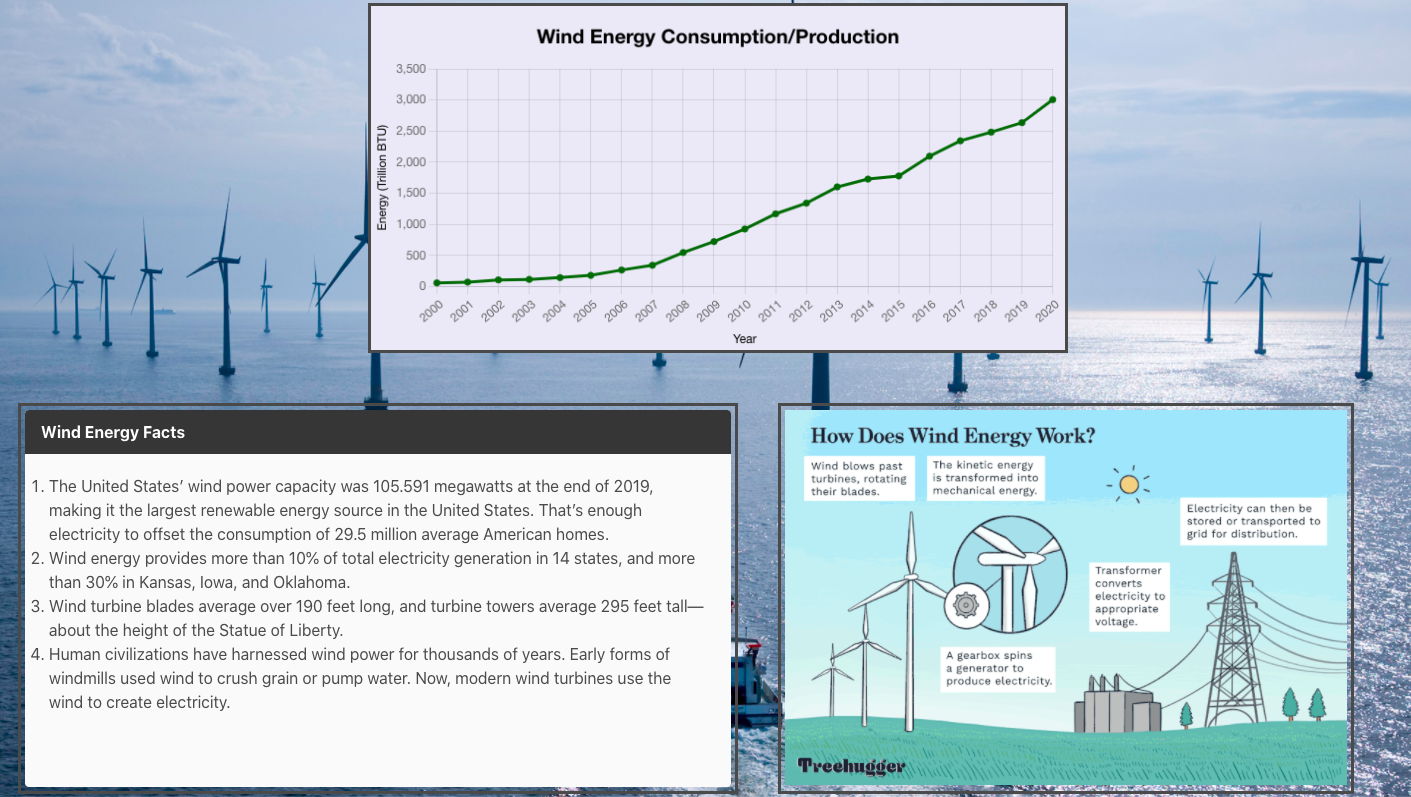 Wind Energy Consumption/Production
3,500
3,000
2,500
2,000
1,500
1,000
500
0
Energy (Trillion BTU)
2000
2001
2002
2003
2004
2005
2006
2007
2008
2009
2010
2011
2012
2013
2014
2015
2016
2017
2018
2019
2020
Year
Wind Energy Facts
1. The United States’ wind power capacity was 105.591 megawatts at the end of 2019,
making it the largest renewable energy source in the United States. That’s enough
electricity to offset the consumption of 29.5 million average American homes.
2. Wind energy provides more than 10% of total electricity generation in 14 states, and more
than 30% in Kansas, Iowa, and Oklahoma.
3. Wind turbine blades average over 190 feet long, and turbine towers average 295 feet tall—
about the height of the Statue of Liberty.
4. Human civilizations have harnessed wind power for thousands of years. Early forms of
windmills used wind to crush grain or pump water. Now, modern wind turbines use the
wind to create electricity.
How Does Wind Energy Work?
Wind blows past
turbines, rotating
their blades.
The kinetic energy
is transformed into
mechanical energy.
Electricity can then be
stored or transported to
grid for distribution.
Transformer
converts
electricity to
appropriate
voltage.
A gearbox spins
a generator to
produce electricity.
Treehugger